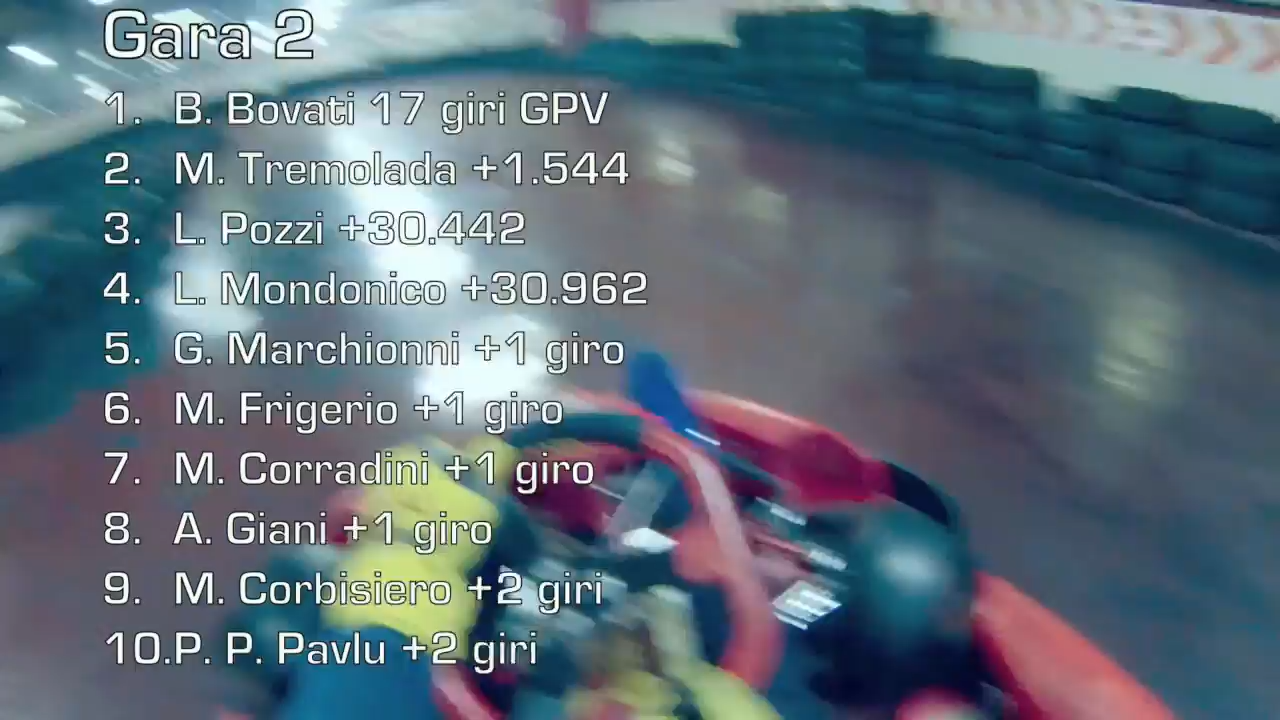 Gara 2
1. B. Bovati 17 giri GPV
2. M. Tremolada +1.544
3. L. Pozzi +30.442
4. L. Mondonico +30.962
5. G. Marchionni +1 giro
6. M. Frigerio +1 giro
7. M. Corradini +1 giro
8. A. Giani +1 giro
9. M. Corbisiero +2 giri
10.P. P. Pavlu +2 giri